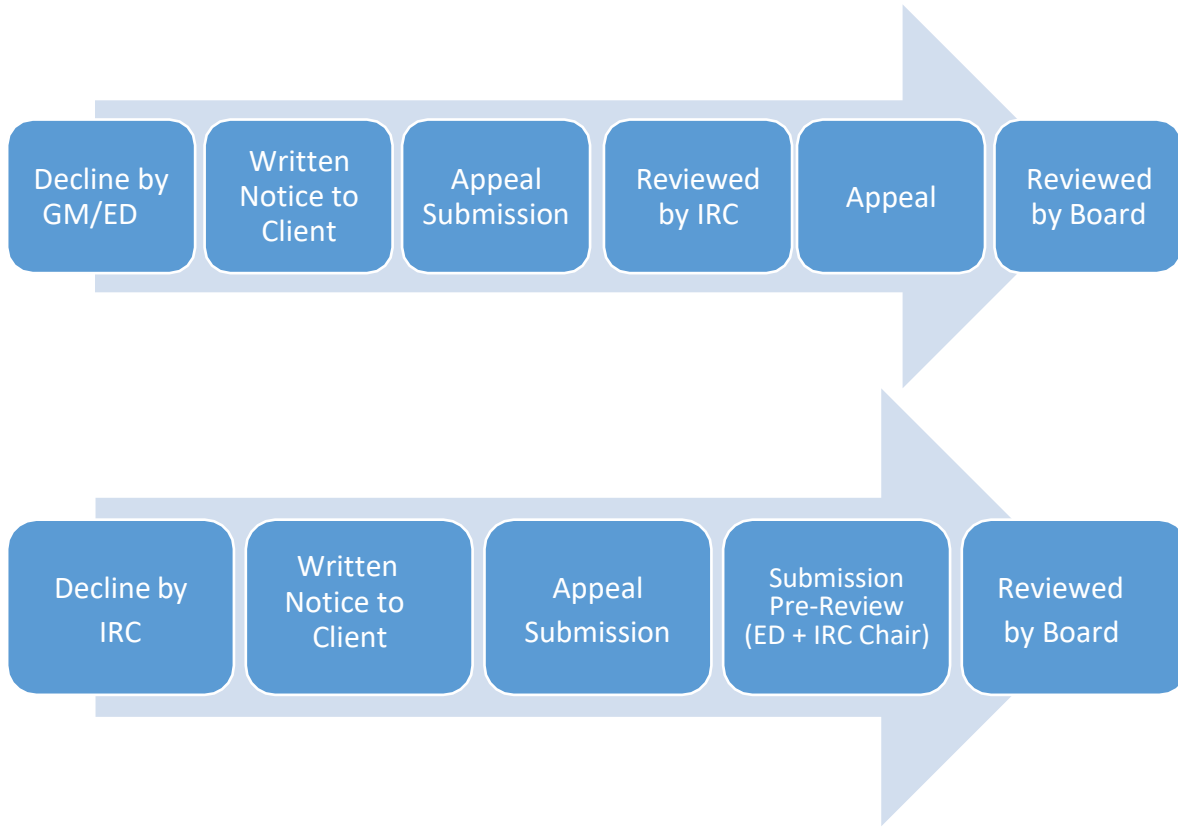 Decline by
GM/ED
Written
Notice to
Client
Appeal
Submission
Reviewed
by IRC
Appeal
Reviewed
by Board
Decline by
IRC
Written
Notice to
Client
Appeal
Submission
Submission
Pre-Review
(ED + IRC Chair)
Reviewed
by Board